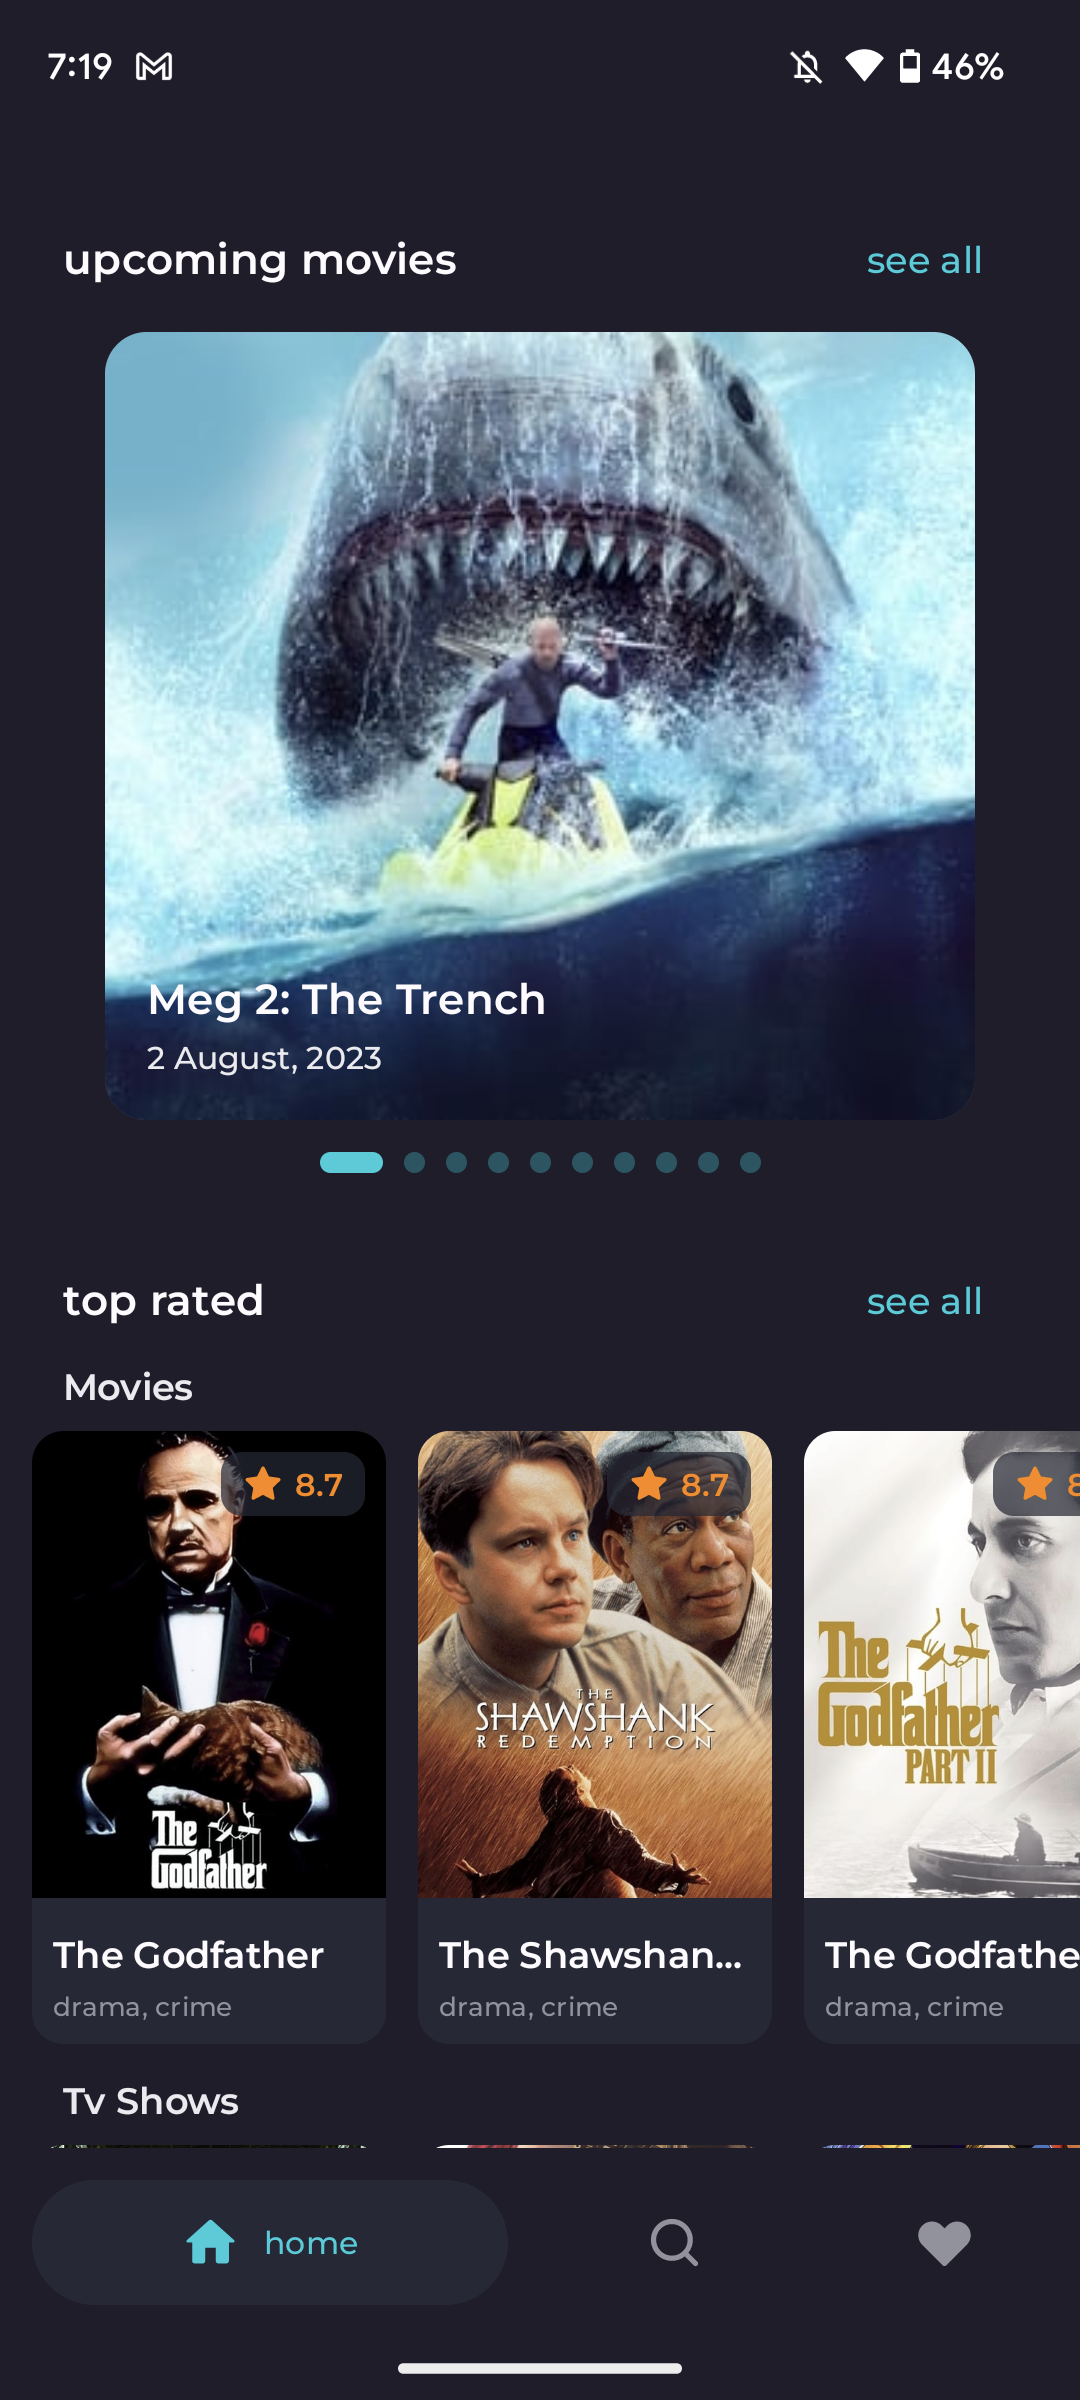 7:19
46%
upcoming movies
see all
Meg 2: The Trench
2 August, 2023
top rated
see all
Movies
8.7
8.7
8
The Godfather
THE
SHAWSHANK
REDEMPTION
The Godfather
PART II
The Godfather
drama, crime
The Shawshan...
drama, crime
The Godfathe
drama, crime
Tv Shows
home